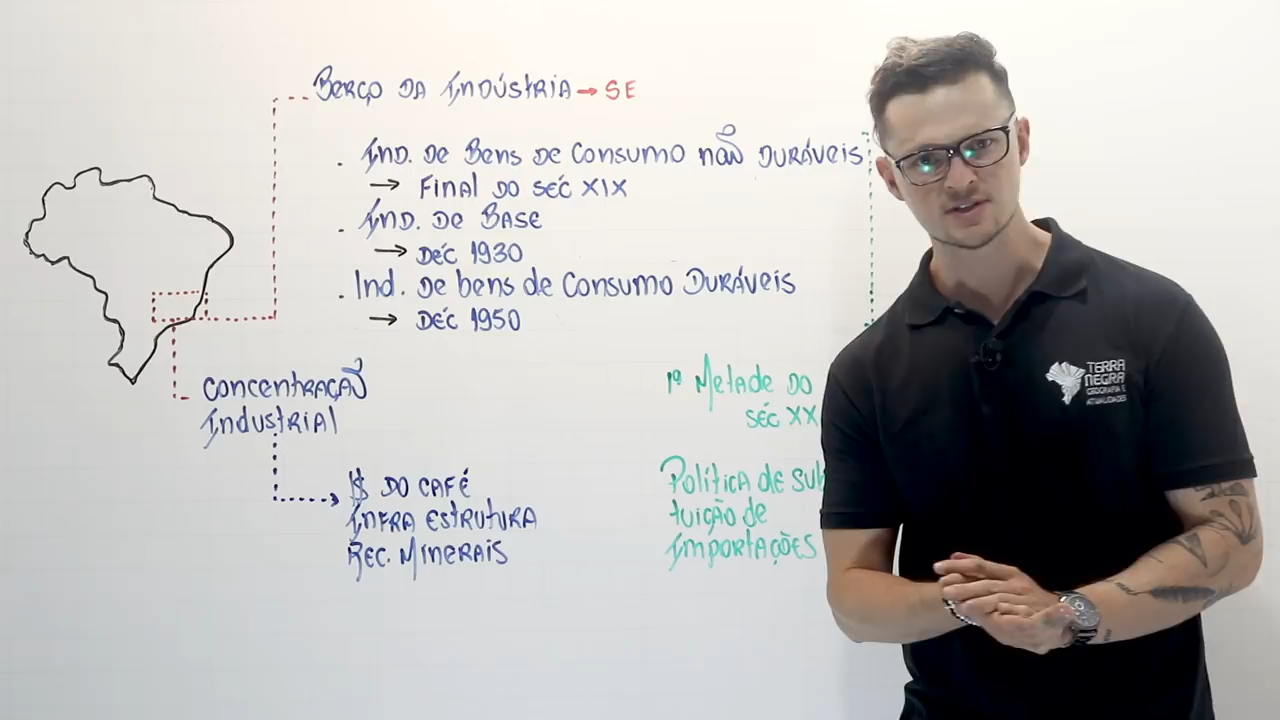 Berço da Indústria → SE
. Ind. de Bens de Consumo não Duráveis
→ Final do séc XIX
. Ind. de Base
→ Déc 1930
. Ind. de bens de Consumo Duráveis
→ Déc 1950
Concentração
Industrial
$ do café
Infra estrutura
Rec. Minerais
1ª Metade do
séc XX
Política de Sub
tuição de
Importações
TERRA
NEGRA
GEOGRAFIA E
ATUALIDADES